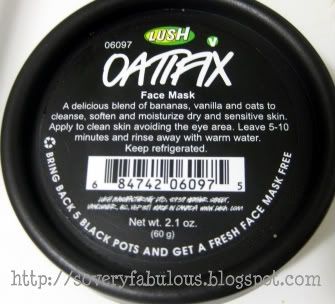 LUSH
06097
V
OATIFIX
Face Mask
A delicious blend of bananas, vanilla and oats to
cleanse, soften and moisturize dry and sensitive skin.
Apply to clean skin avoiding the eye area. Leave 5-10
minutes and rinse away with warm water.
Keep refrigerated.
6 84742 06097 5
Net wt. 2.1 oz.
(60 g)
BRING BACK 5 BLACK POTS AND GET A FRESH FACE MASK FREE
http://soveryfabulous.blogspot.com